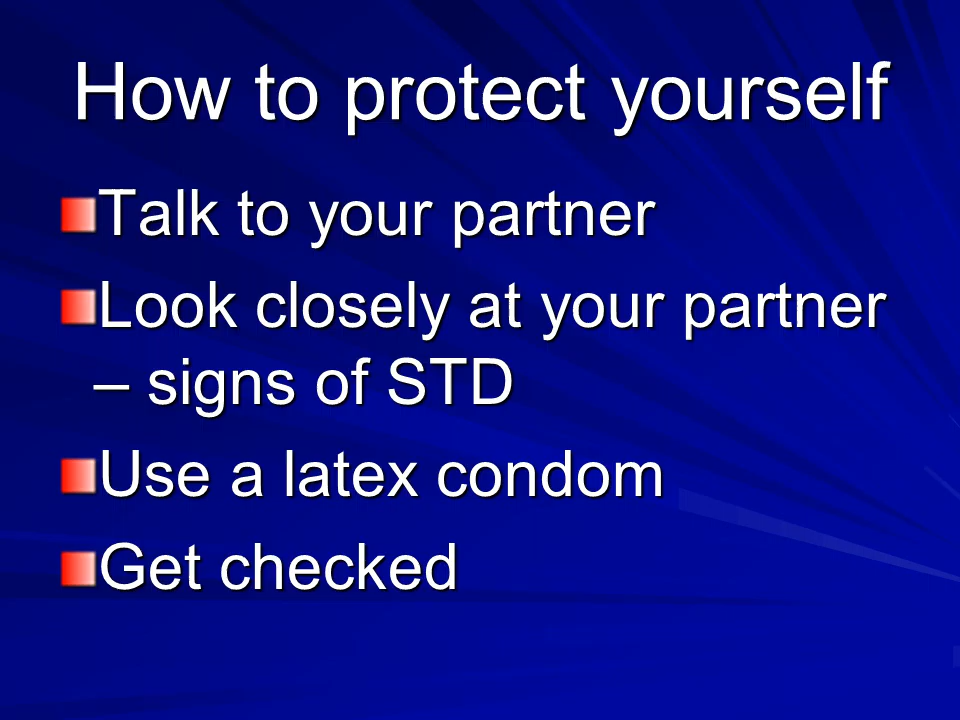 How to protect yourself
Talk to your partner
Look closely at your partner
– signs of STD
Use a latex condom
Get checked